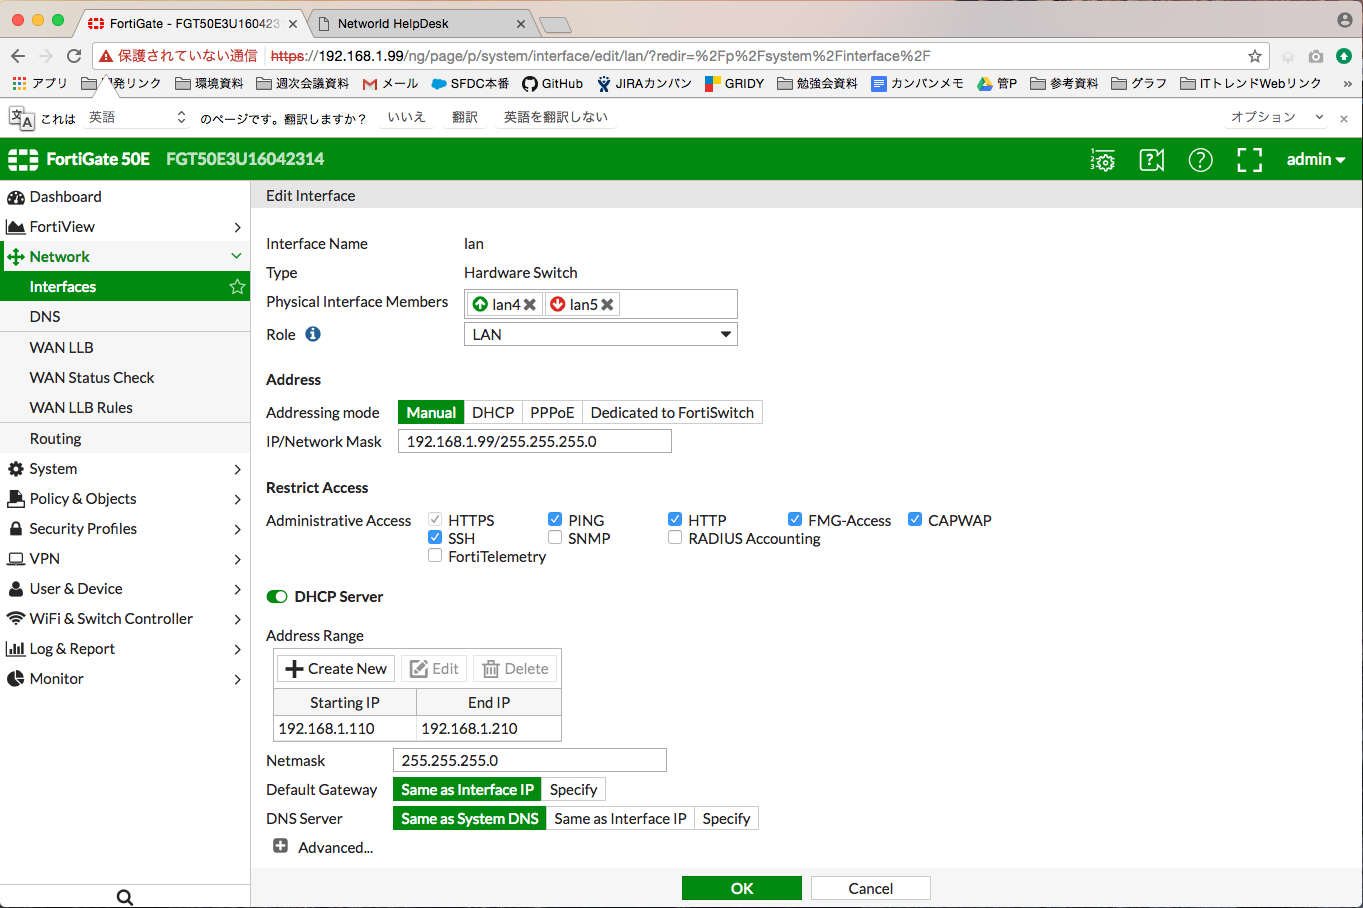 FortiGate - FGT50E3U160423
Networld HelpDesk
保護されていない通信 https://192.168.1.99/ng/page/p/system/interface/edit/lan/?redir=%2Fp%2Fsystem%2Finterface%2F
アプリ 発リンク 環境資料 週次会議資料 メール SFDC本番 GitHub JIRAカンバン GRIDY 勉強会資料 カンバンメモ 管P 参考資料 グラフ ITトレンドWebリンク »
これは 英語 のページです。翻訳しますか？ いいえ 翻訳 英語を翻訳しない オプション
FortiGate 50E FGT50E3U16042314 admin
Dashboard
FortiView
Network
Interfaces
DNS
WAN LLB
WAN Status Check
WAN LLB Rules
Routing
System
Policy & Objects
Security Profiles
VPN
User & Device
WiFi & Switch Controller
Log & Report
Monitor
Edit Interface
Interface Name lan
Type Hardware Switch
Physical Interface Members lan4 lan5
Role LAN
Address
Addressing mode Manual DHCP PPPoE Dedicated to FortiSwitch
IP/Network Mask 192.168.1.99/255.255.255.0
Restrict Access
Administrative Access HTTPS PING HTTP FMG-Access CAPWAP
SSH SNMP RADIUS Accounting
FortiTelemetry
DHCP Server
Address Range
Create New Edit Delete
Starting IP End IP
192.168.1.110 192.168.1.210
Netmask 255.255.255.0
Default Gateway Same as Interface IP Specify
DNS Server Same as System DNS Same as Interface IP Specify
Advanced...
OK Cancel